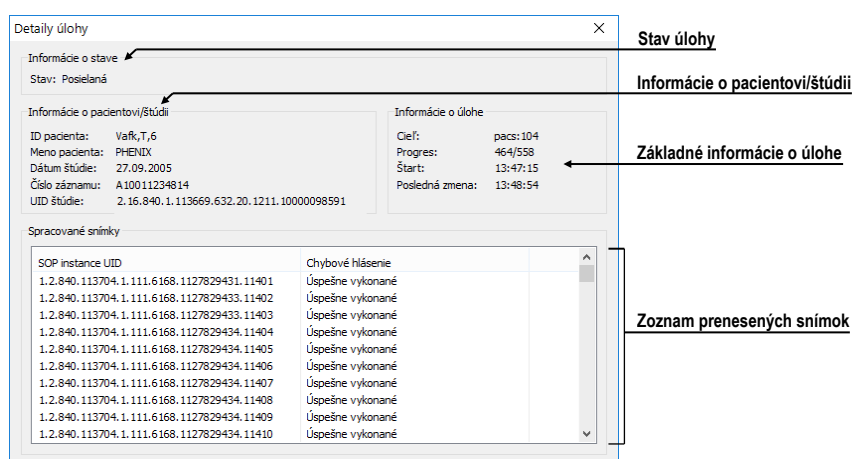 Detaily úlohy
Stav úlohy
Informácie o stave
Stav: Posielaná
Informácie o pacientovi/štúdii
Informácie o pacientovi/štúdii
ID pacienta: Vafk,T,6
Meno pacienta: PHENIX
Dátum štúdie: 27.09.2005
Číslo záznamu: A10011234814
UID štúdie: 2.16.840.1.113669.632.20.1211.10000098591
Informácie o úlohe
Cieľ: pacs:104
Progres: 464/558
Štart: 13:47:15
Posledná zmena: 13:48:54
Základné informácie o úlohe
Spracované snímky
SOP instance UID Chybové hlásenie
1.2.840.113704.1.111.6168.1127829431.11401 Úspešne vykonané
1.2.840.113704.1.111.6168.1127829433.11402 Úspešne vykonané
1.2.840.113704.1.111.6168.1127829433.11403 Úspešne vykonané
1.2.840.113704.1.111.6168.1127829434.11404 Úspešne vykonané
1.2.840.113704.1.111.6168.1127829434.11405 Úspešne vykonané
1.2.840.113704.1.111.6168.1127829434.11406 Úspešne vykonané
1.2.840.113704.1.111.6168.1127829434.11407 Úspešne vykonané
1.2.840.113704.1.111.6168.1127829434.11408 Úspešne vykonané
1.2.840.113704.1.111.6168.1127829434.11409 Úspešne vykonané
1.2.840.113704.1.111.6168.1127829434.11410 Úspešne vykonané
Zoznam prenesených snímok